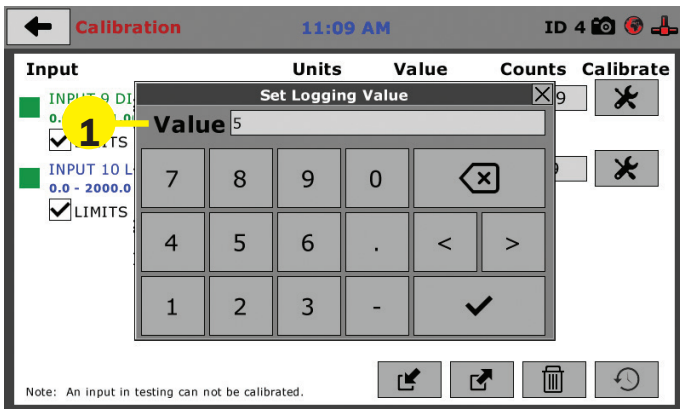 Calibration 11:09 AM ID 4
Input Units Value Counts Calibrate
INPUT 9 DI
Set Logging Value
9
0.
Value 5
1
INPUT 10 L
0.0 - 2000.0
LIMITS
7 8 9 0
4 5 6 . < >
1 2 3 -
Note: An input in testing can not be calibrated.